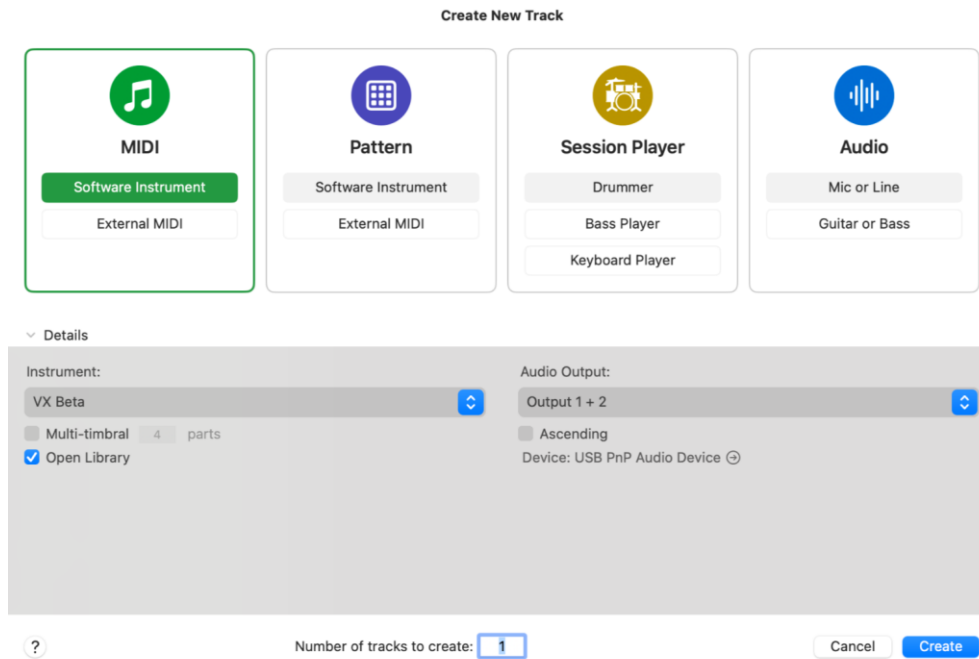 Create New Track
MIDI
Software Instrument
External MIDI
Pattern
Software Instrument
External MIDI
Session Player
Drummer
Bass Player
Keyboard Player
Audio
Mic or Line
Guitar or Bass
Details
Instrument:
VX Beta
Multi-timbral 4 parts
Open Library
Audio Output:
Output 1 + 2
Ascending
Device: USB PnP Audio Device
?
Number of tracks to create: 1
Cancel
Create